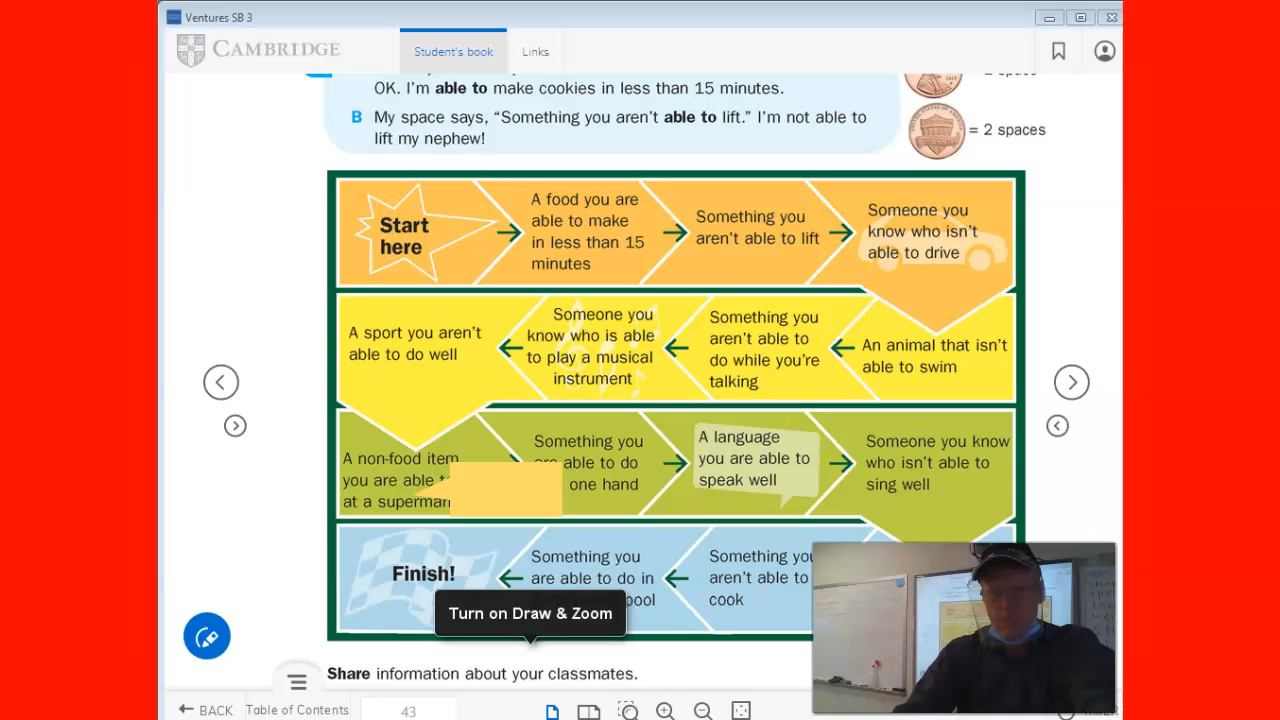 Ventures SB 3
CAMBRIDGE
Student's book
Links
OK. I'm able to make cookies in less than 15 minutes.
B My space says, "Something you aren't able to lift." I'm not able to
lift my nephew!
= 2 spaces
Start
here
A food you are
able to make
in less than 15
minutes
Something you
aren't able to lift
Someone you
know who isn't
able to drive
A sport you aren't
able to do well
Someone you
know who is able
to play a musical
instrument
Something you
aren't able to
do while you're
talking
An animal that isn't
able to swim
A non-food item
you are able
at a
Something you
able to do
one hand
A language
you are able to
speak well
Someone you know
who isn't able to
sing well
Finish!
Something you
are able to do in
pool
Something
aren't able to
cook
Turn on Draw & Zoom
Share information about your classmates.
BACK
Table of Contents
43